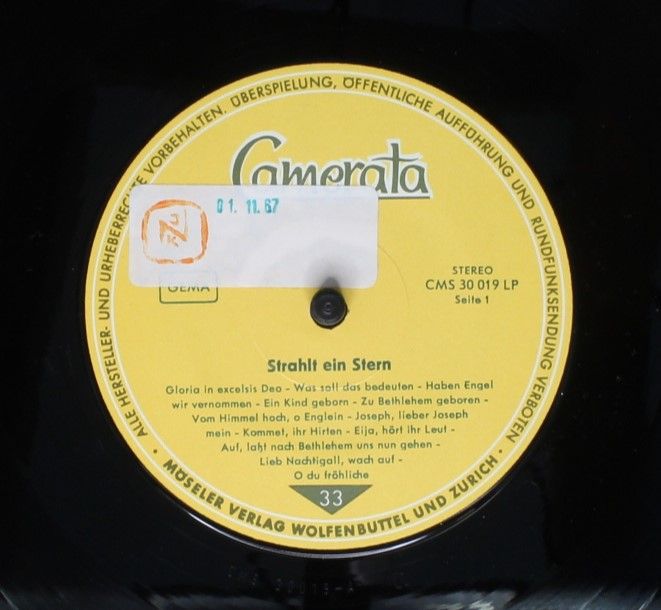 ALLE HERSTELLER- UND URHEBERRECHTE VORBEHALTEN. ÜBERSPIELUNG, ÖFFENTLICHE AUFFÜHRUNG UND RUNDFUNKSENDUNG VERBOTEN
Camerata
01. 11. 67
GEMA
STEREO
CMS 30 019 LP
Seite 1
Strahlt ein Stern
Gloria in excelsis Deo - Was soll das bedeuten - Haben Engel
wir vernommen - Ein Kind geborn - Zu Bethlehem geboren -
Vom Himmel hoch, o Englein - Joseph, lieber Joseph
mein - Kommet, ihr Hirten - Eija, hört ihr Leut -
Auf, laßt nach Bethlehem uns nun gehen -
Lieb Nachtigall, wach auf -
O du fröhliche
33
• MÖSELER VERLAG WOLFENBÜTTEL UND ZÜRICH •